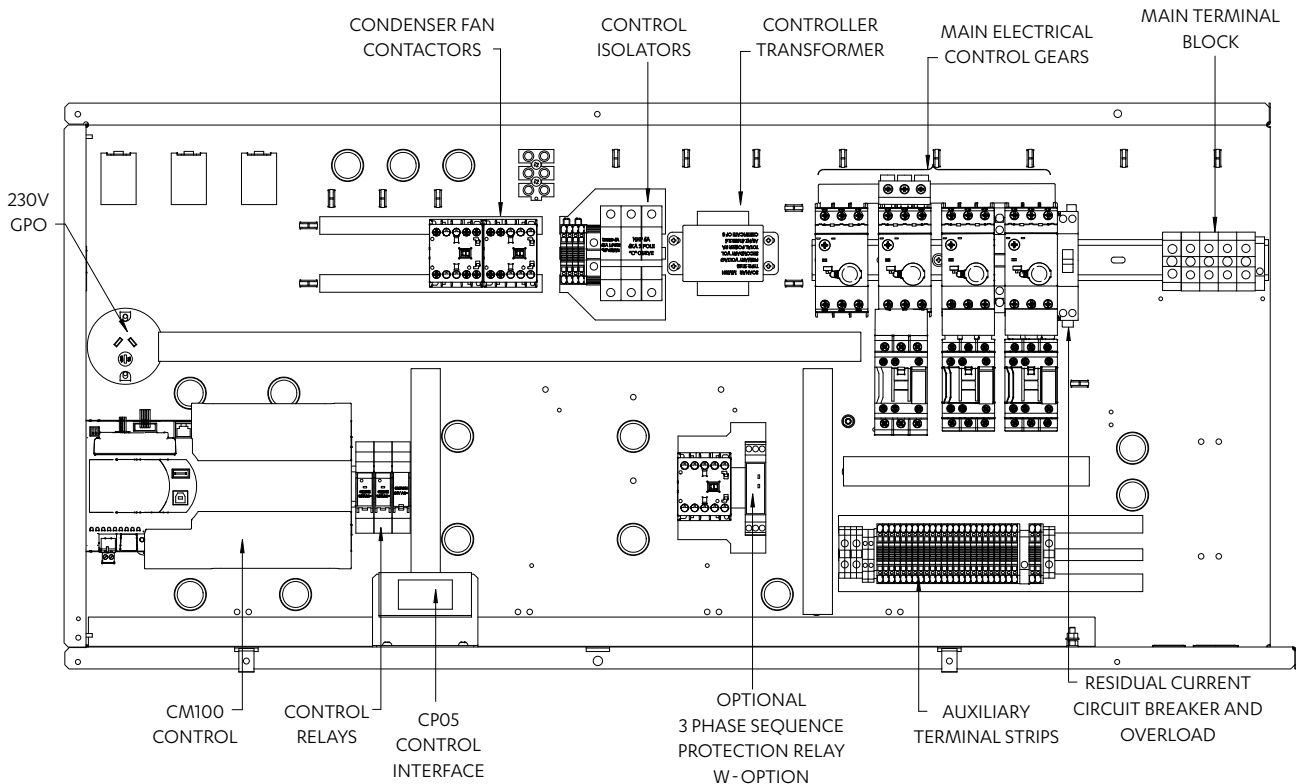 CONDENSER FAN
CONTACTORS
CONTROL
ISOLATORS
CONTROLLER
TRANSFORMER
MAIN ELECTRICAL
CONTROL GEARS
MAIN TERMINAL
BLOCK
230V
GPO
CM100
CONTROL
CONTROL
RELAYS
CP05
CONTROL
INTERFACE
OPTIONAL
3 PHASE SEQUENCE
PROTECTION RELAY
W-OPTION
AUXILIARY
TERMINAL STRIPS
RESIDUAL CURRENT
CIRCUIT BREAKER AND
OVERLOAD